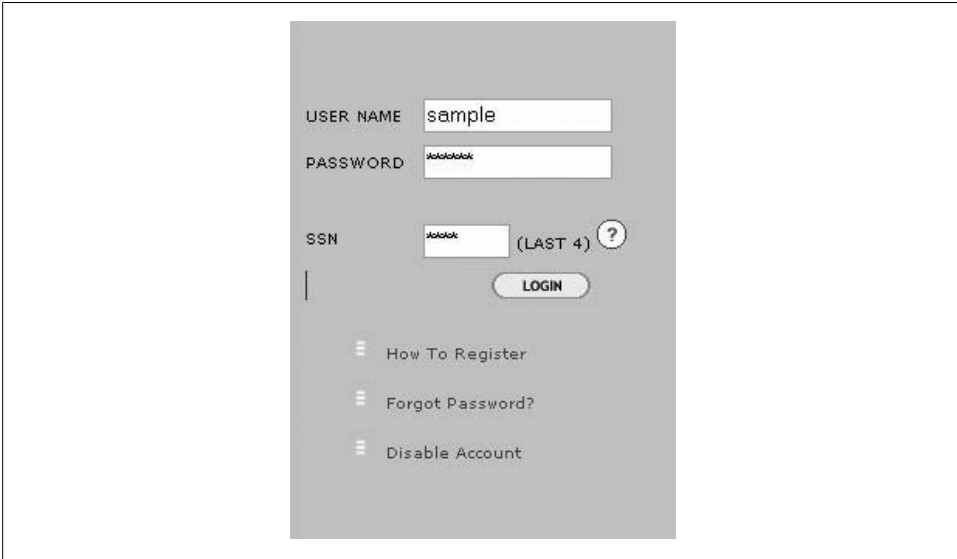 USER NAME sample
PASSWORD ******
SSN **** (LAST 4) ?
LOGIN
How To Register
Forgot Password?
Disable Account